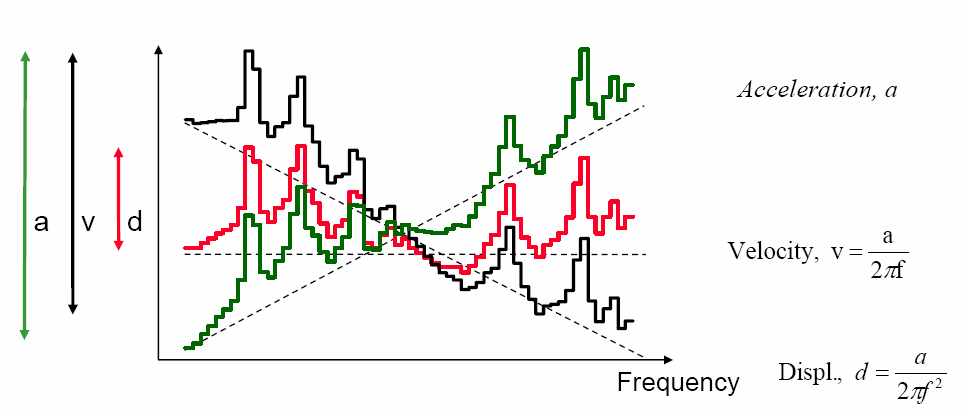 Acceleration, a
a v d
Velocity, v = a / 2πf
Frequency
Displ., d = a / 2πf²